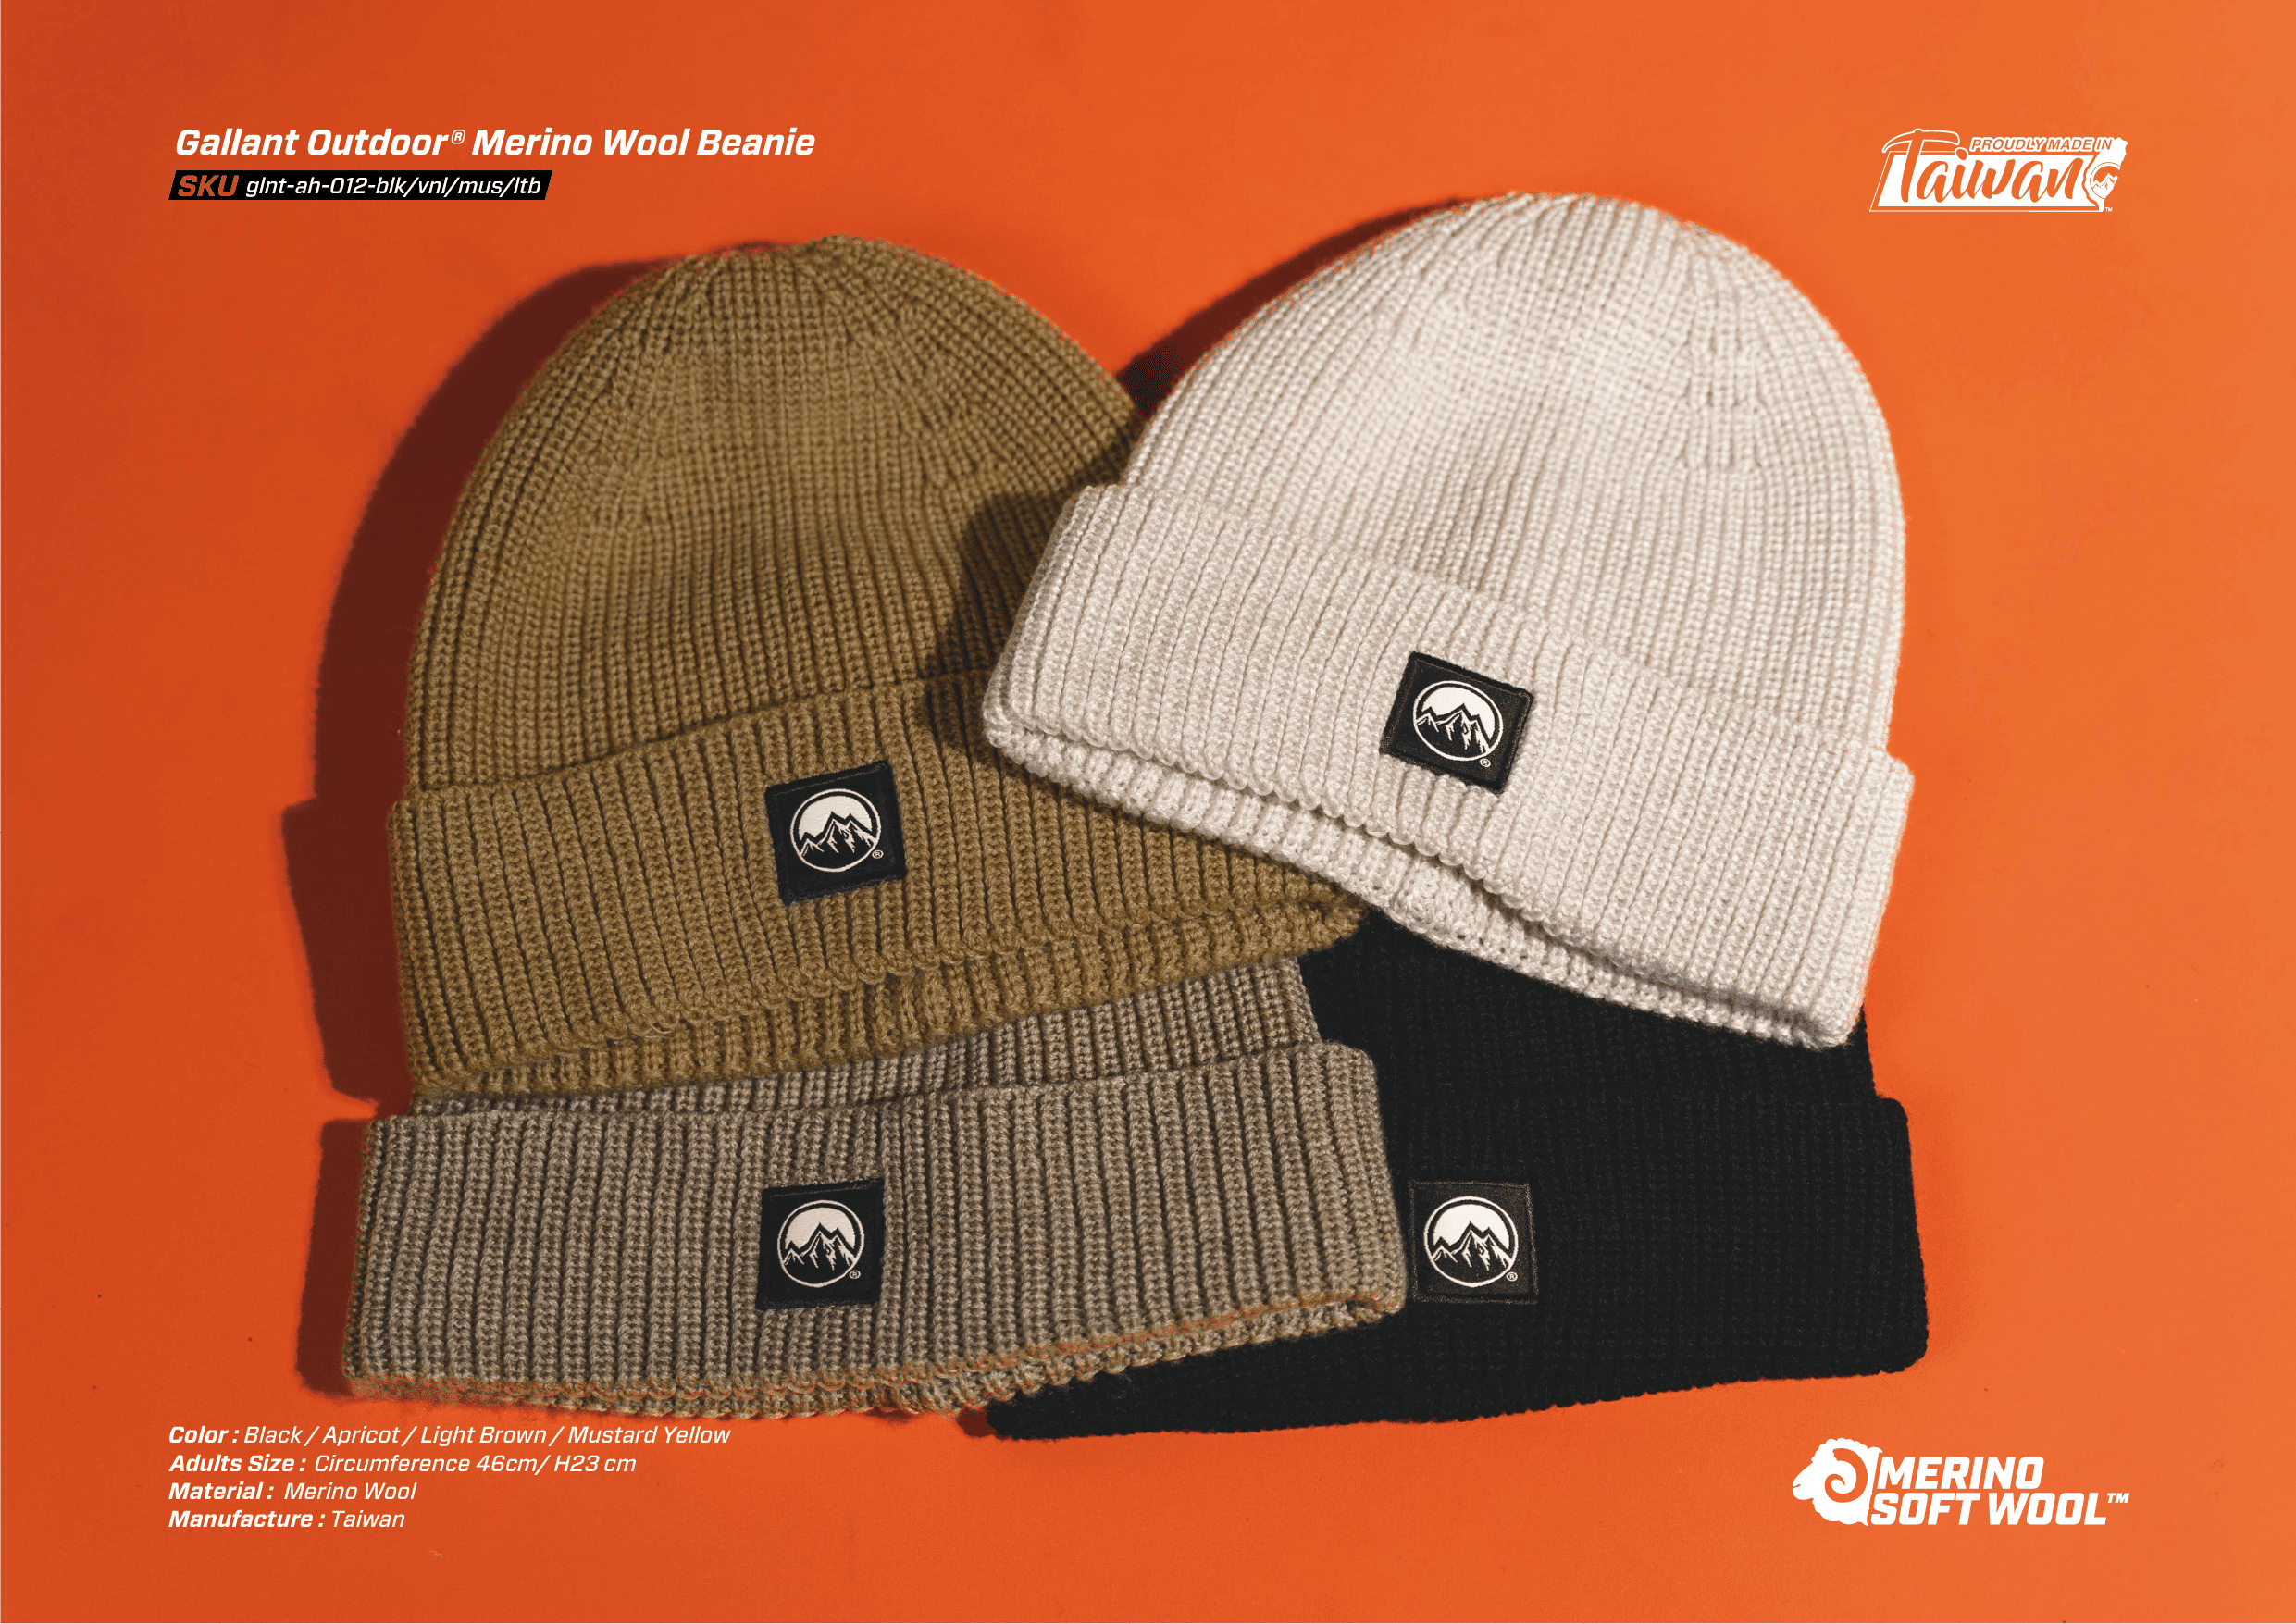 Gallant Outdoor® Merino Wool Beanie
SKU glnt-ah-012-blk/vnl/mus/ltb
PROUDLY MADE IN
Taiwan™
®
®
®
®
Color : Black / Apricot / Light Brown / Mustard Yellow
Adults Size : Circumference 46cm/ H23 cm
Material : Merino Wool
Manufacture : Taiwan
MERINO
SOFT WOOL™